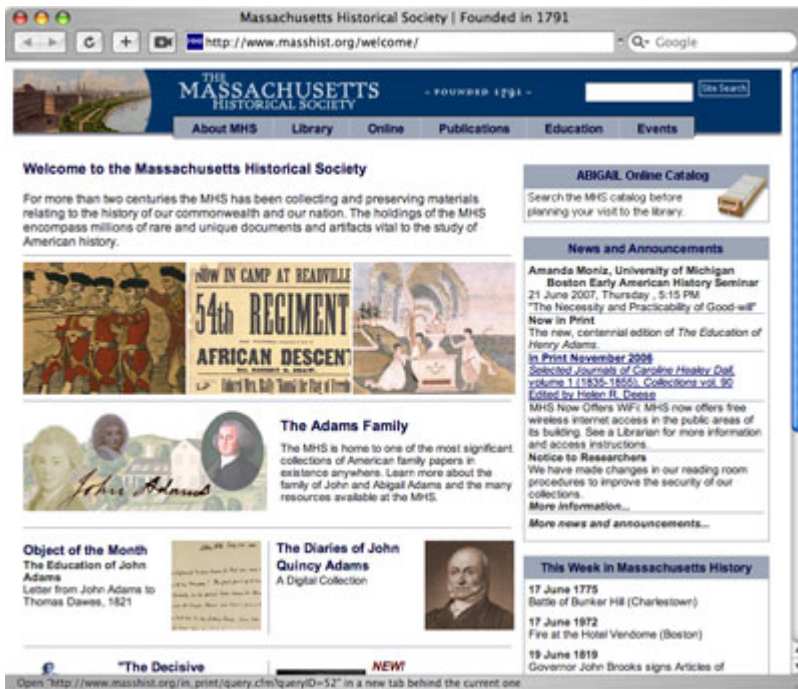 Massachusetts Historical Society | Founded in 1791
http://www.masshist.org/welcome/
Google
THE
MASSACHUSETTS
HISTORICAL SOCIETY
- FOUNDED 1791 -
Site Search
About MHS Library Online Publications Education Events
Welcome to the Massachusetts Historical Society
For more than two centuries the MHS has been collecting and preserving materials
relating to the history of our commonwealth and our nation. The holdings of the MHS
encompass millions of rare and unique documents and artifacts vital to the study of
American history.
NOW IN CAMP AT READVILLE
54th REGIMENT
AFRICAN DESCENT
The Adams Family
The MHS is home to one of the most significant
collections of American family papers in
existence anywhere. Learn more about the
family of John and Abigail Adams and the many
resources available at the MHS.
John Adams
Object of the Month
The Education of John
Adams
Letter from John Adams to
Thomas Dawes, 1821
The Diaries of John
Quincy Adams
A Digital Collection
"The Decisive
NEW!
ABIGAIL Online Catalog
Search the MHS catalog before
planning your visit to the library.
News and Announcements
Amanda Moniz, University of Michigan
Boston Early American History Seminar
21 June 2007, Thursday , 5:15 PM
"The Necessity and Practicability of Good-will"
Now in Print
The new, centennial edition of The Education of
Henry Adams.
In Print November 2006
Selected Journals of Caroline Healey Dall,
volume 1 (1838-1855), Collections vol. 90
Edited by Helen R. Deese
MHS Now Offers WiFi: MHS now offers free
wireless internet access in the public areas of
its building. See a Librarian for more information
and access instructions.
Notice to Researchers
We have made changes in our reading room
procedures to improve the security of our
collections.
More information...
More news and announcements...
This Week in Massachusetts History
17 June 1775
Battle of Bunker Hill (Charlestown)
17 June 1972
Fire at the Hotel Vendome (Boston)
19 June 1819
Governor John Brooks signs Articles of
Open "http://www.masshist.org/in_print/query.cfm?queryID=52" in a new tab behind the current one